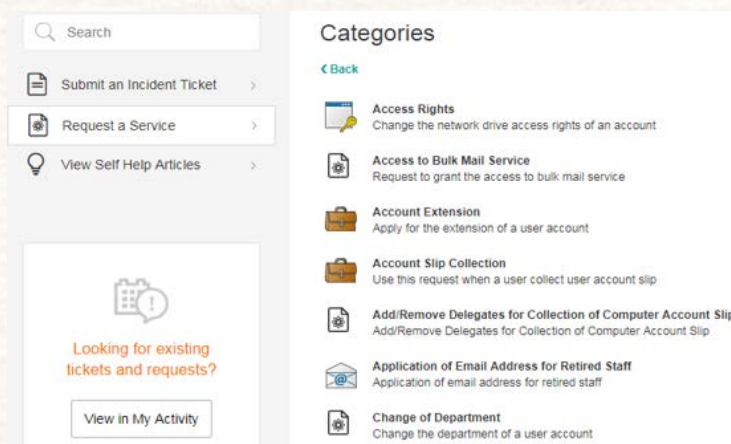 Search
Submit an Incident Ticket
Request a Service
View Self Help Articles
Looking for existing
tickets and requests?
View in My Activity
Categories
Back
Access Rights
Change the network drive access rights of an account
Access to Bulk Mail Service
Request to grant the access to bulk mail service
Account Extension
Apply for the extension of a user account
Account Slip Collection
Use this request when a user collect user account slip
Add/Remove Delegates for Collection of Computer Account Slip
Add/Remove Delegates for Collection of Computer Account Slip
Application of Email Address for Retired Staff
Application of email address for retired staff
Change of Department
Change the department of a user account